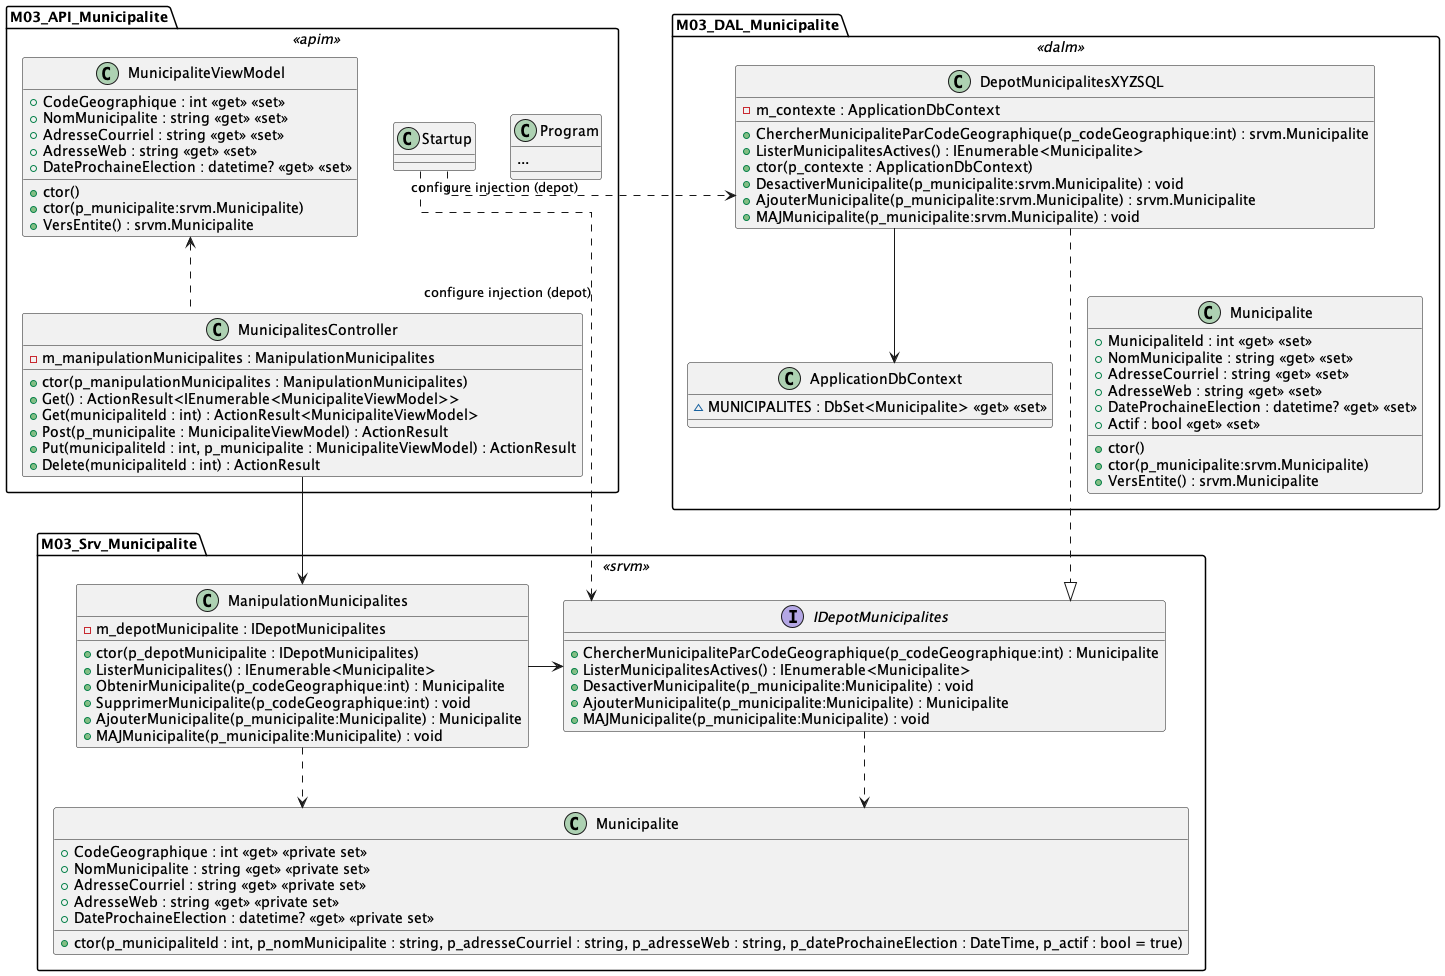 M03_API_Municipalite
«apim»
MunicipaliteViewModel
CodeGeographique : int «get» «set»
NomMunicipalite : string «get» «set»
AdresseCourriel : string «get» «set»
AdresseWeb : string «get» «set»
DateProchaineElection : datetime? «get» «set»
ctor()
ctor(p_municipalite:srvm.Municipalite)
VersEntite() : srvm.Municipalite
Startup
Program
...
configure injection (depot)
configure injection (depot)
MunicipalitesController
m_manipulationMunicipalites : ManipulationMunicipalites
ctor(p_manipulationMunicipalites : ManipulationMunicipalites)
Get() : ActionResult<IEnumerable<MunicipaliteViewModel>>
Get(municipaliteId : int) : ActionResult<MunicipaliteViewModel>
Post(p_municipalite : MunicipaliteViewModel) : ActionResult
Put(municipaliteId : int, p_municipalite : MunicipaliteViewModel) : ActionResult
Delete(municipaliteId : int) : ActionResult
M03_DAL_Municipalite
«dalm»
DepotMunicipalitesXYZSQL
m_contexte : ApplicationDbContext
ChercherMunicipaliteParCodeGeographique(p_codeGeographique:int) : srvm.Municipalite
ListerMunicipalitesActives() : IEnumerable<Municipalite>
ctor(p_contexte : ApplicationDbContext)
DesactiverMunicipalite(p_municipalite:srvm.Municipalite) : void
AjouterMunicipalite(p_municipalite:srvm.Municipalite) : srvm.Municipalite
MAJMunicipalite(p_municipalite:srvm.Municipalite) : void
ApplicationDbContext
MUNICIPALITES : DbSet<Municipalite> «get» «set»
Municipalite
MunicipaliteId : int «get» «set»
NomMunicipalite : string «get» «set»
AdresseCourriel : string «get» «set»
AdresseWeb : string «get» «set»
DateProchaineElection : datetime? «get» «set»
Actif : bool «get» «set»
ctor()
ctor(p_municipalite:srvm.Municipalite)
VersEntite() : srvm.Municipalite
M03_Srv_Municipalite
«srvm»
ManipulationMunicipalites
m_depotMunicipalite : IDepotMunicipalites
ctor(p_depotMunicipalite : IDepotMunicipalites)
ListerMunicipalites() : IEnumerable<Municipalite>
ObtenirMunicipalite(p_codeGeographique:int) : Municipalite
SupprimerMunicipalite(p_codeGeographique:int) : void
AjouterMunicipalite(p_municipalite:Municipalite) : Municipalite
MAJMunicipalite(p_municipalite:Municipalite) : void
IDepotMunicipalites
ChercherMunicipaliteParCodeGeographique(p_codeGeographique:int) : Municipalite
ListerMunicipalitesActives() : IEnumerable<Municipalite>
DesactiverMunicipalite(p_municipalite:Municipalite) : void
AjouterMunicipalite(p_municipalite:Municipalite) : Municipalite
MAJMunicipalite(p_municipalite:Municipalite) : void
Municipalite
CodeGeographique : int «get» «private set»
NomMunicipalite : string «get» «private set»
AdresseCourriel : string «get» «private set»
AdresseWeb : string «get» «private set»
DateProchaineElection : datetime? «get» «private set»
ctor(p_municipaliteId : int, p_nomMunicipalite : string, p_adresseCourriel : string, p_adresseWeb : string, p_dateProchaineElection : DateTime, p_actif : bool = true)